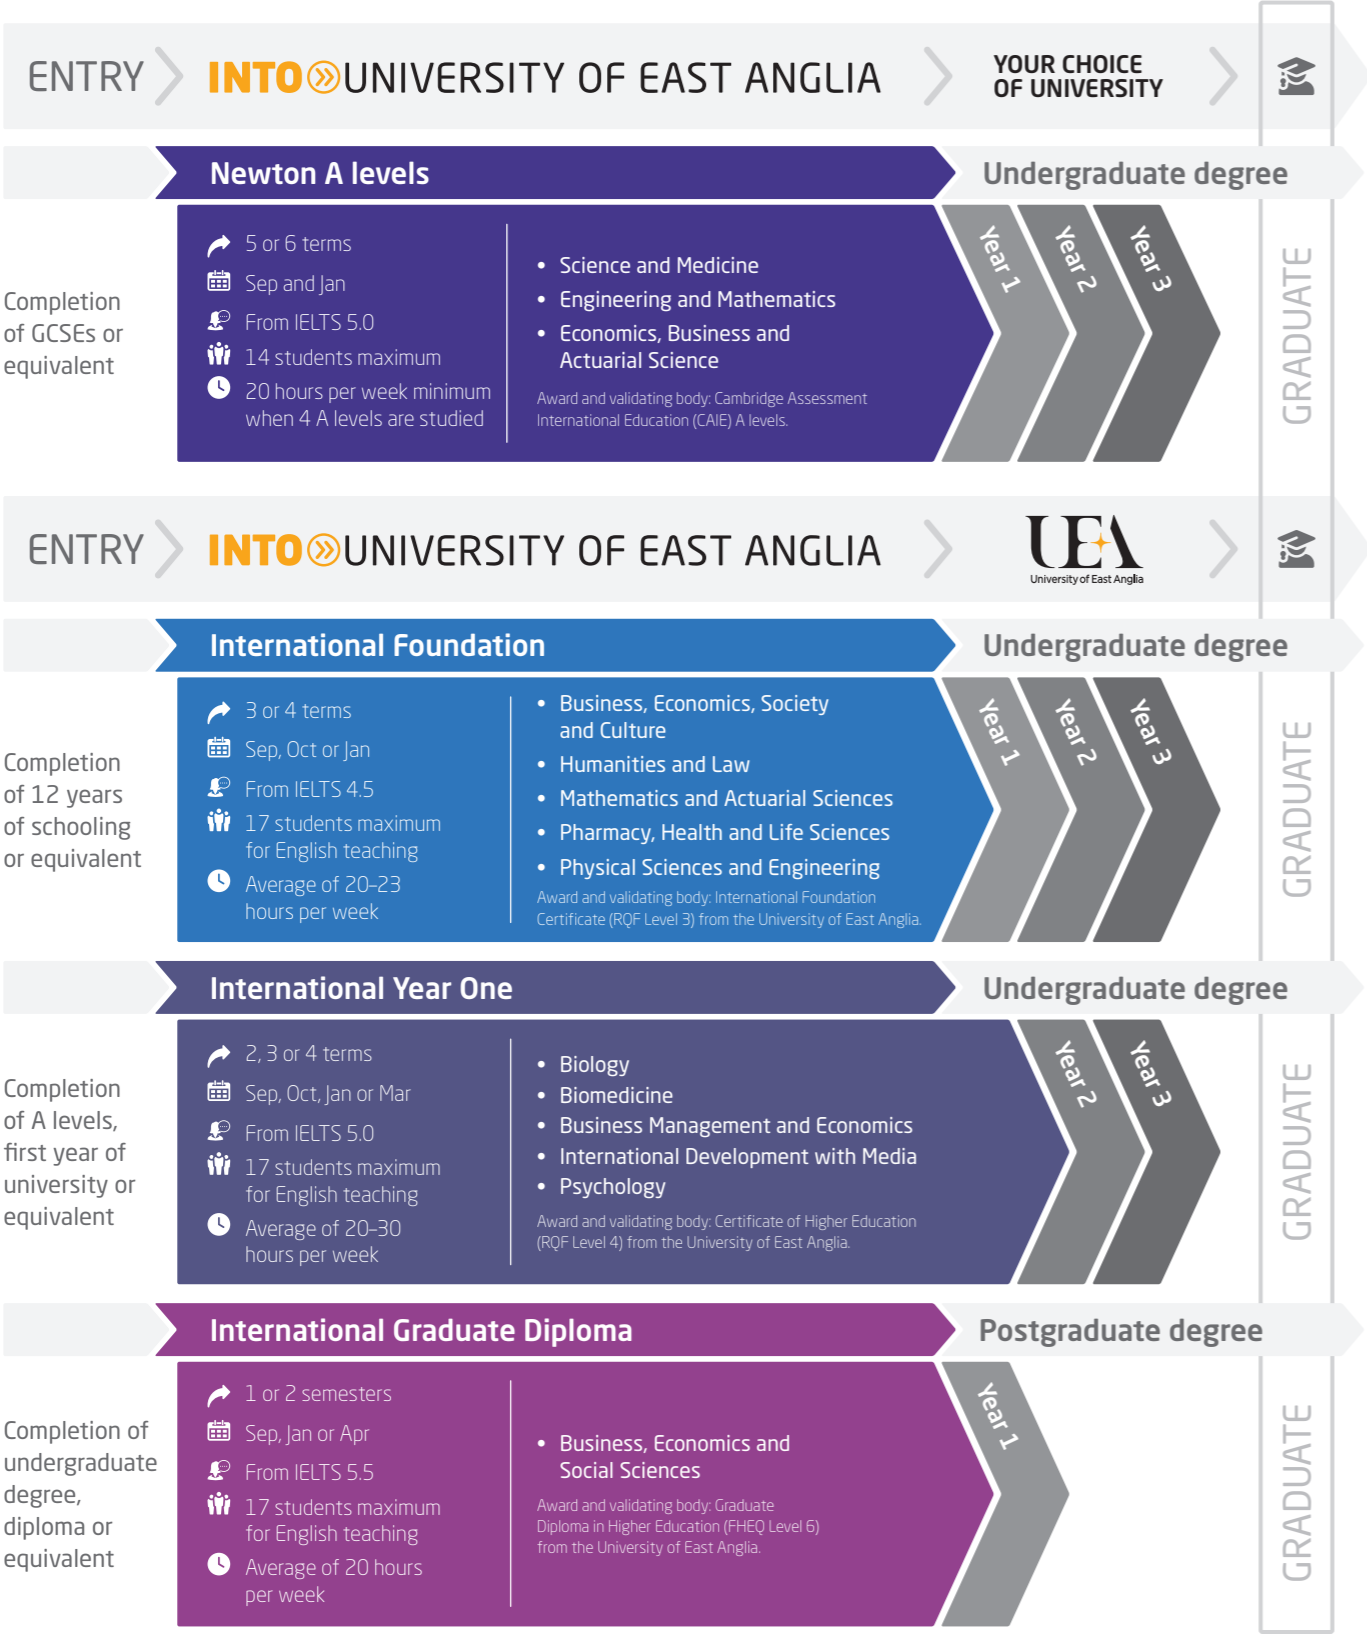 ENTRY
INTO UNIVERSITY OF EAST ANGLIA
YOUR CHOICE
OF UNIVERSITY
Newton A levels
Undergraduate degree
Completion
of GCSEs or
equivalent
5 or 6 terms
Sep and Jan
From IELTS 5.0
14 students maximum
20 hours per week minimum
when 4 A levels are studied
• Science and Medicine
• Engineering and Mathematics
• Economics, Business and
Actuarial Science
Award and validating body: Cambridge Assessment
International Education (CAIE) A levels.
Year 1
Year 2
Year 3
GRADUATE
ENTRY
INTO UNIVERSITY OF EAST ANGLIA
UEA
University of East Anglia
International Foundation
Undergraduate degree
Completion
of 12 years
of schooling
or equivalent
3 or 4 terms
Sep, Oct or Jan
From IELTS 4.5
17 students maximum
for English teaching
Average of 20–23
hours per week
• Business, Economics, Society
and Culture
• Humanities and Law
• Mathematics and Actuarial Sciences
• Pharmacy, Health and Life Sciences
• Physical Sciences and Engineering
Award and validating body: International Foundation
Certificate (RQF Level 3) from the University of East Anglia.
Year 1
Year 2
Year 3
GRADUATE
International Year One
Undergraduate degree
Completion
of A levels,
first year of
university or
equivalent
2, 3 or 4 terms
Sep, Oct, Jan or Mar
From IELTS 5.0
17 students maximum
for English teaching
Average of 20–30
hours per week
• Biology
• Biomedicine
• Business Management and Economics
• International Development with Media
• Psychology
Award and validating body: Certificate of Higher Education
(RQF Level 4) from the University of East Anglia.
Year 2
Year 3
GRADUATE
International Graduate Diploma
Postgraduate degree
Completion of
undergraduate
degree,
diploma or
equivalent
1 or 2 semesters
Sep, Jan or Apr
From IELTS 5.5
17 students maximum
for English teaching
Average of 20 hours
per week
• Business, Economics and
Social Sciences
Award and validating body: Graduate
Diploma in Higher Education (FHEQ Level 6)
from the University of East Anglia.
Year 1
GRADUATE